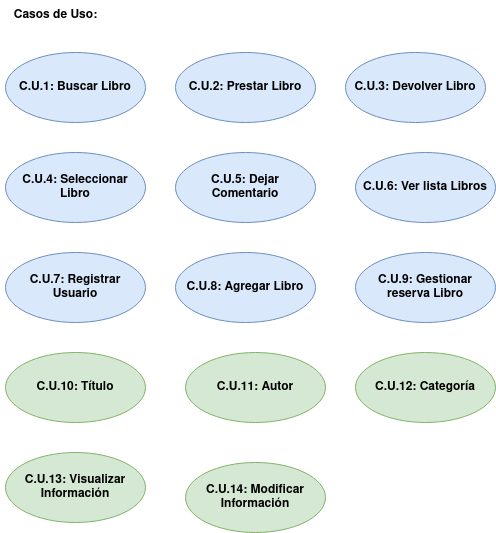 Casos de Uso:
C.U.1: Buscar Libro
C.U.2: Prestar Libro
C.U.3: Devolver Libro
C.U.4: Seleccionar
Libro
C.U.5: Dejar
Comentario
C.U.6: Ver lista Libros
C.U.7: Registrar
Usuario
C.U.8: Agregar Libro
C.U.9: Gestionar
reserva Libro
C.U.10: Título
C.U.11: Autor
C.U.12: Categoría
C.U.13: Visualizar
Información
C.U.14: Modificar
Información